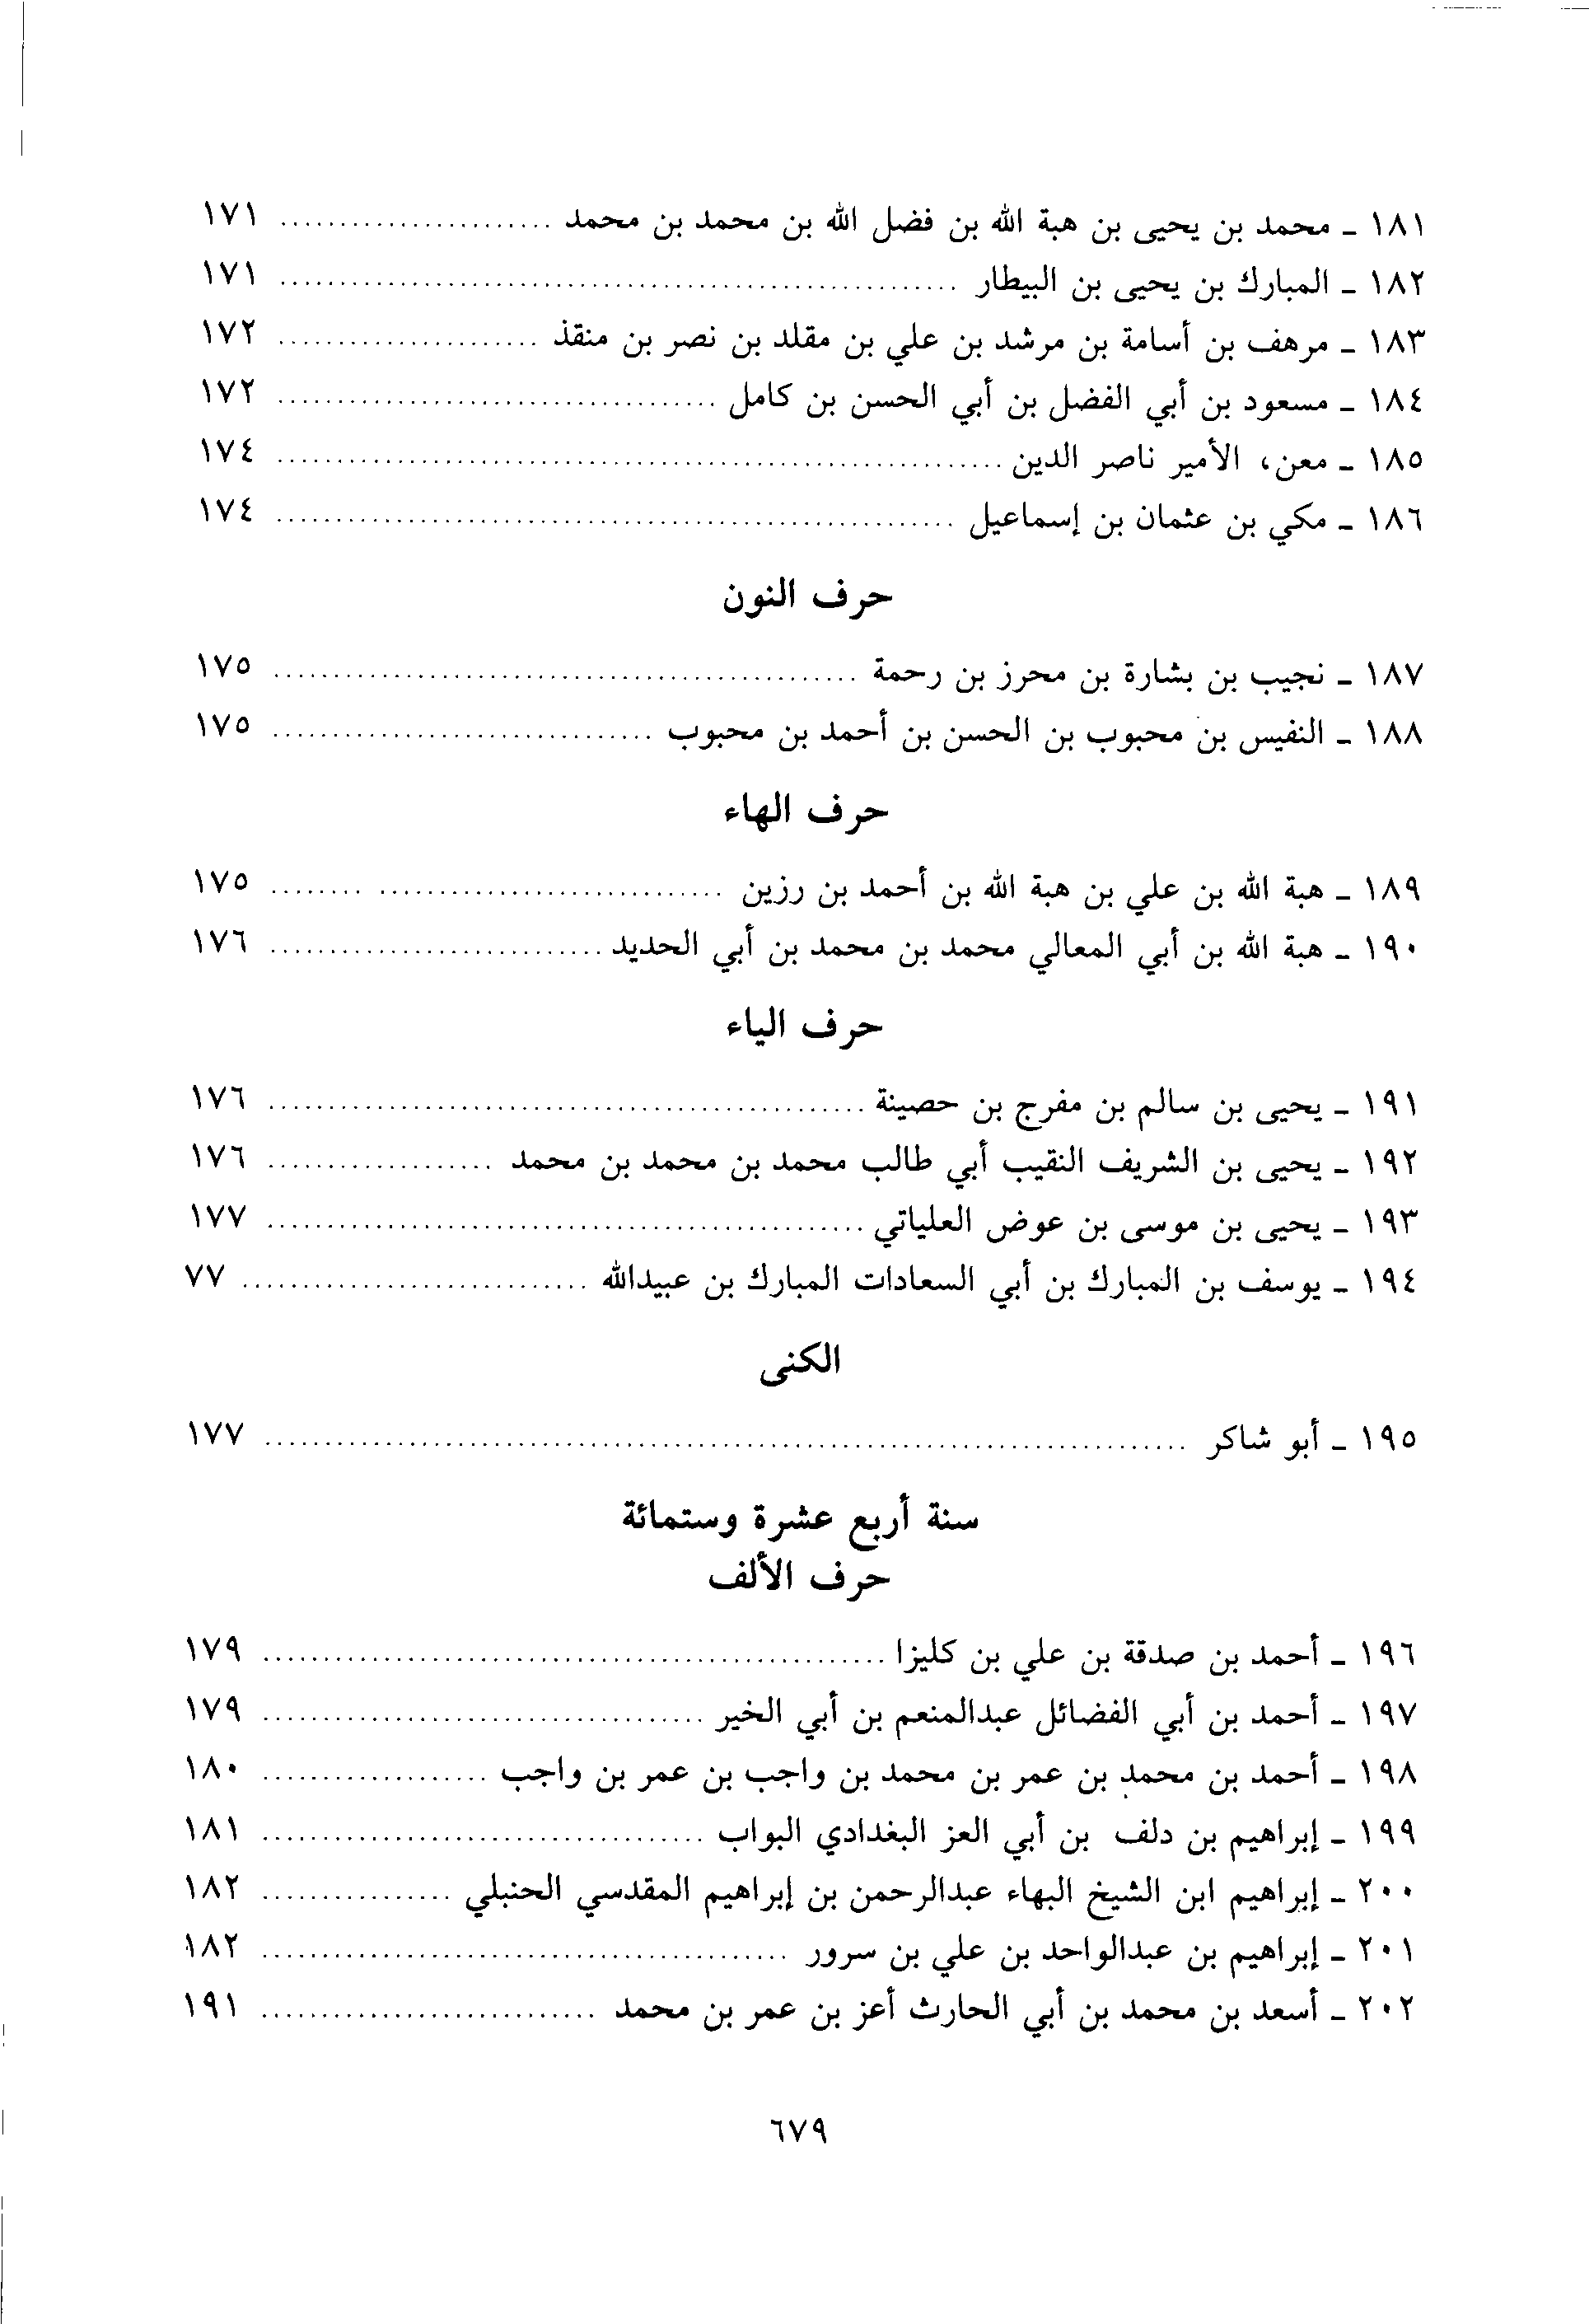 ١٨١ - محمد بن يحيى بن هبة الله بن فضل الله بن محمد بن محمد ........................ ١٧١
١٨٢ - المبارك بن يحيى بن البيطار ........................ ١٧١
١٨٣ - مرهف بن أسامة بن مرشد بن علي بن مقلد بن نصر بن منقذ ........................ ١٧٢
١٨٤ - مسعود بن أبي الفضل بن أبي الحسن بن كامل ........................ ١٧٢
١٨٥ - معن، الأمير ناصر الدين ........................ ١٧٤
١٨٦ - مكي بن عثمان بن إسماعيل ........................ ١٧٤
حرف النون
١٨٧ - نجيب بن بشارة بن محرز بن رحمة ........................ ١٧٥
١٨٨ - النفيس بن محبوب بن الحسن بن أحمد بن محبوب ........................ ١٧٥
حرف الهاء
١٨٩ - هبة الله بن علي بن هبة الله بن أحمد بن رزين ........................ ١٧٥
١٩٠ - هبة الله بن أبي المعالي محمد بن محمد بن أبي الحديد ........................ ١٧٦
حرف الياء
١٩١ - يحيى بن سالم بن مفرج بن حصينة ........................ ١٧٦
١٩٢ - يحيى بن الشريف النقيب أبي طالب محمد بن محمد بن محمد ........................ ١٧٦
١٩٣ - يحيى بن موسى بن عوض العلياتي ........................ ١٧٧
١٩٤ - يوسف بن المبارك بن أبي السعادات المبارك بن عبيدالله ........................ ٧٧
الكنى
١٩٥ - أبو شاكر ........................ ١٧٧
سنة أربع عشرة وستمائة
حرف الألف
١٩٦ - أحمد بن صدقة بن علي بن كليزا ........................ ١٧٩
١٩٧ - أحمد بن أبي الفضائل عبدالمنعم بن أبي الخير ........................ ١٧٩
١٩٨ - أحمد بن محمد بن عمر بن محمد بن واجب بن عمر بن واجب ........................ ١٨٠
١٩٩ - إبراهيم بن دلف بن أبي العز البغدادي البواب ........................ ١٨١
٢٠٠ - إبراهيم ابن الشيخ البهاء عبدالرحمن بن إبراهيم المقدسي الحنبلي ........................ ١٨٢
٢٠١ - إبراهيم بن عبدالواحد بن علي بن سرور ........................ ١٨٢
٢٠٢ - أسعد بن محمد بن أبي الحارث أعز بن عمر بن محمد ........................ ١٩١
٦٧٩